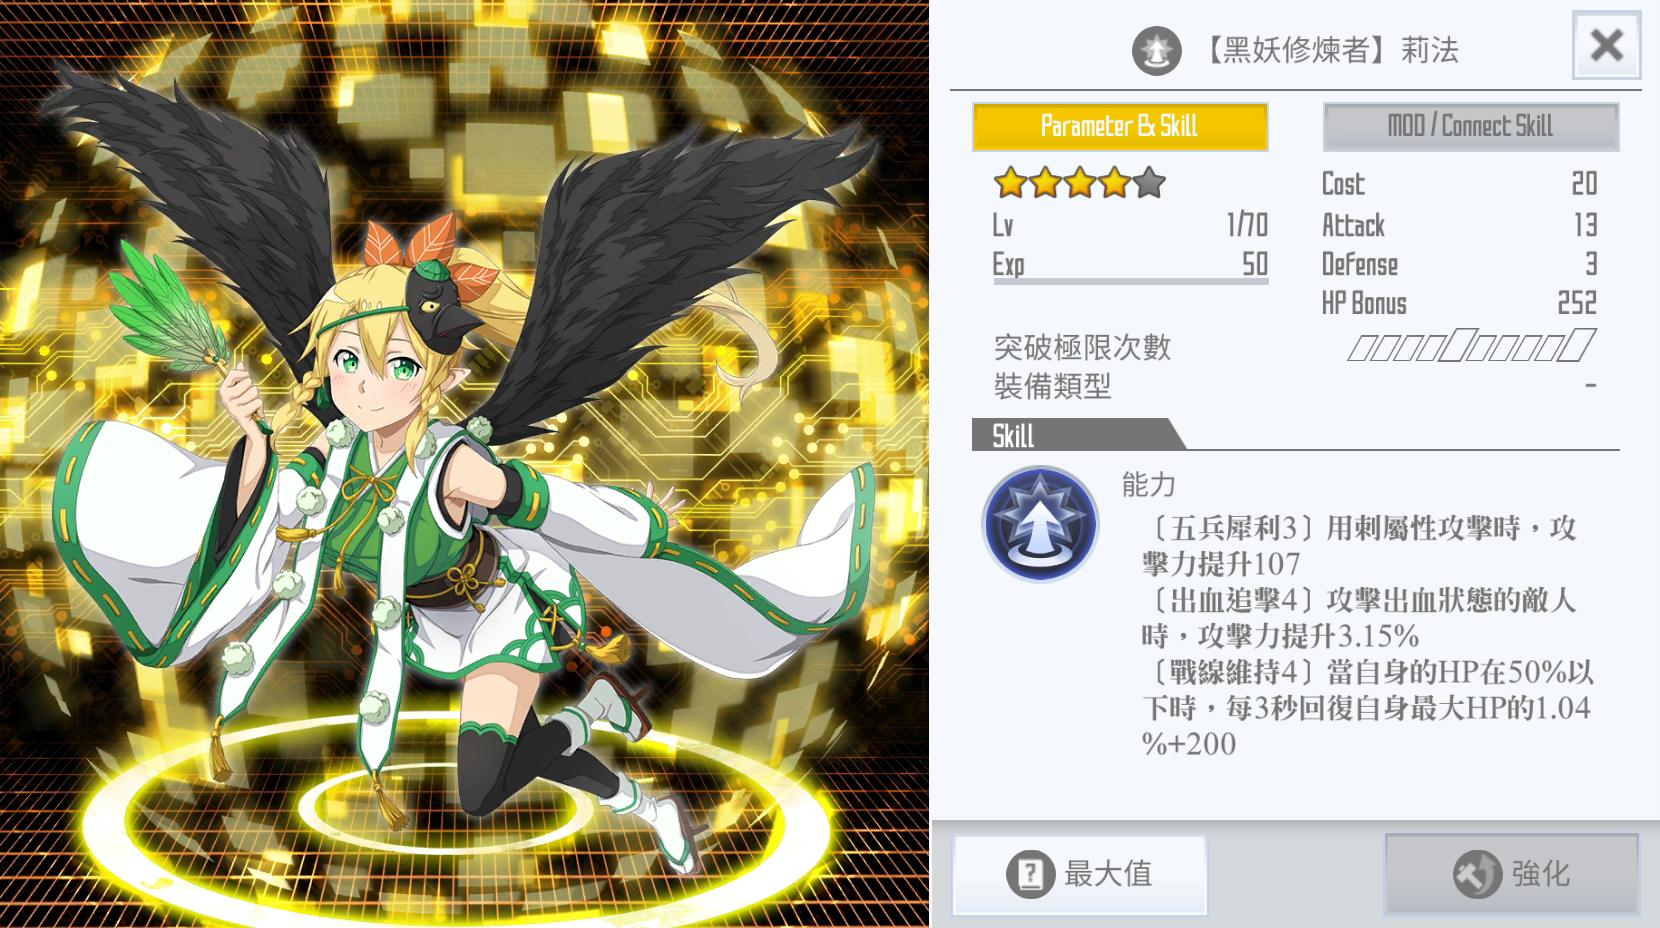 【黑妖修煉者】莉法
Parameter & Skill
MOD / Connect Skill
Lv 1/70
Exp 50
Cost 20
Attack 13
Defense 3
HP Bonus 252
突破極限次數
裝備類型 -
Skill
能力
〔五兵犀利3〕用刺屬性攻擊時，攻
擊力提升107
〔出血追擊4〕攻擊出血狀態的敵人
時，攻擊力提升3.15%
〔戰線維持4〕當自身的HP在50%以
下時，每3秒回復自身最大HP的1.04
%+200
? 最大值
強化